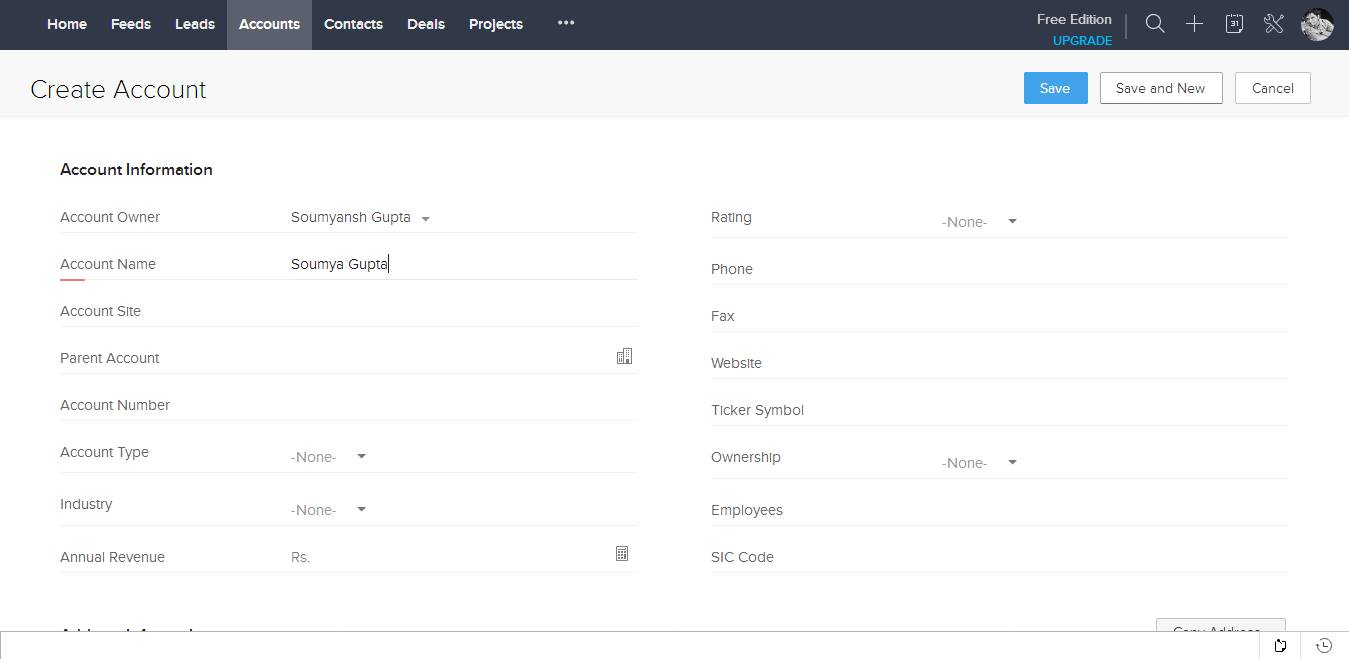 Home Feeds Leads Accounts Contacts Deals Projects ••• Free Edition
UPGRADE
31
Create Account Save Save and New Cancel
Account Information
Account Owner Soumyansh Gupta
Rating -None-
Account Name Soumya Gupta
Phone
Account Site
Fax
Parent Account
Website
Account Number
Ticker Symbol
Account Type -None-
Ownership -None-
Industry -None-
Employees
Annual Revenue Rs.
SIC Code
Copy Address